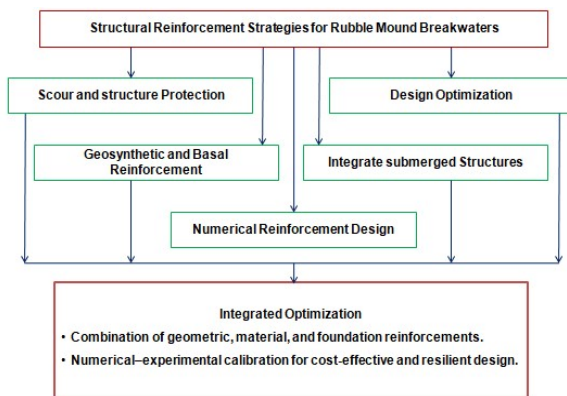 Structural Reinforcement Strategies for Rubble Mound Breakwaters
Scour and structure Protection
Design Optimization
Geosynthetic and Basal
Reinforcement
Integrate submerged Structures
Numerical Reinforcement Design
Integrated Optimization
• Combination of geometric, material, and foundation reinforcements.
• Numerical–experimental calibration for cost-effective and resilient design.